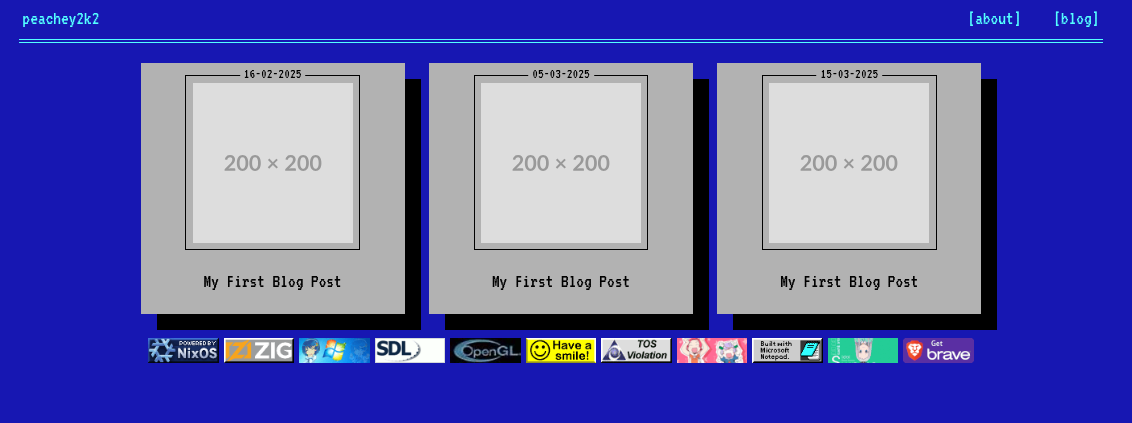 peachey2k2 [about] [blog]
16-02-2025 05-03-2025 15-03-2025
200 × 200 200 × 200 200 × 200
My First Blog Post My First Blog Post My First Blog Post
POWERED BY
NixOS
ZIG
SDL
OpenGL
Have a
smile!
TOS
Violation
Built with
Microsoft
Notepad.
S
Get
brave